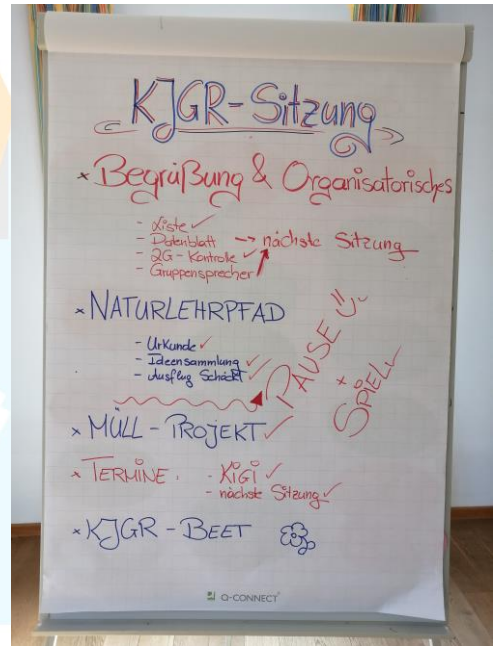 KJGR-Sitzung
× Begrüßung & Organisatorisches
- Liste ✓
- Datenblatt → nächste Sitzung
- 2G-Kontrolle ✓
- Gruppensprecher
× NATURLEHRPFAD
- Urkunde ✓
- Ideensammlung ✓
- Ausflug Schöckl ✓
PAUSE
+ SPIEL ✓
× MÜLL - PROJEKT ✓
× TERMINE: - KiGi ✓
- nächste Sitzung ✓
× KJGR - BEET
Q-CONNECT